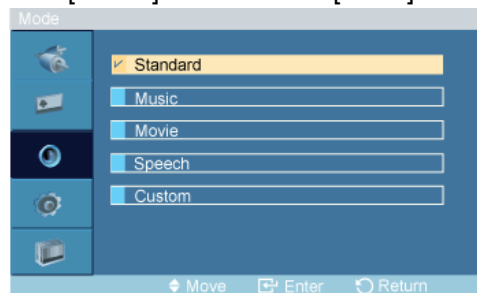 Mode
Standard
Music
Movie
Speech
Custom
Move Enter Return